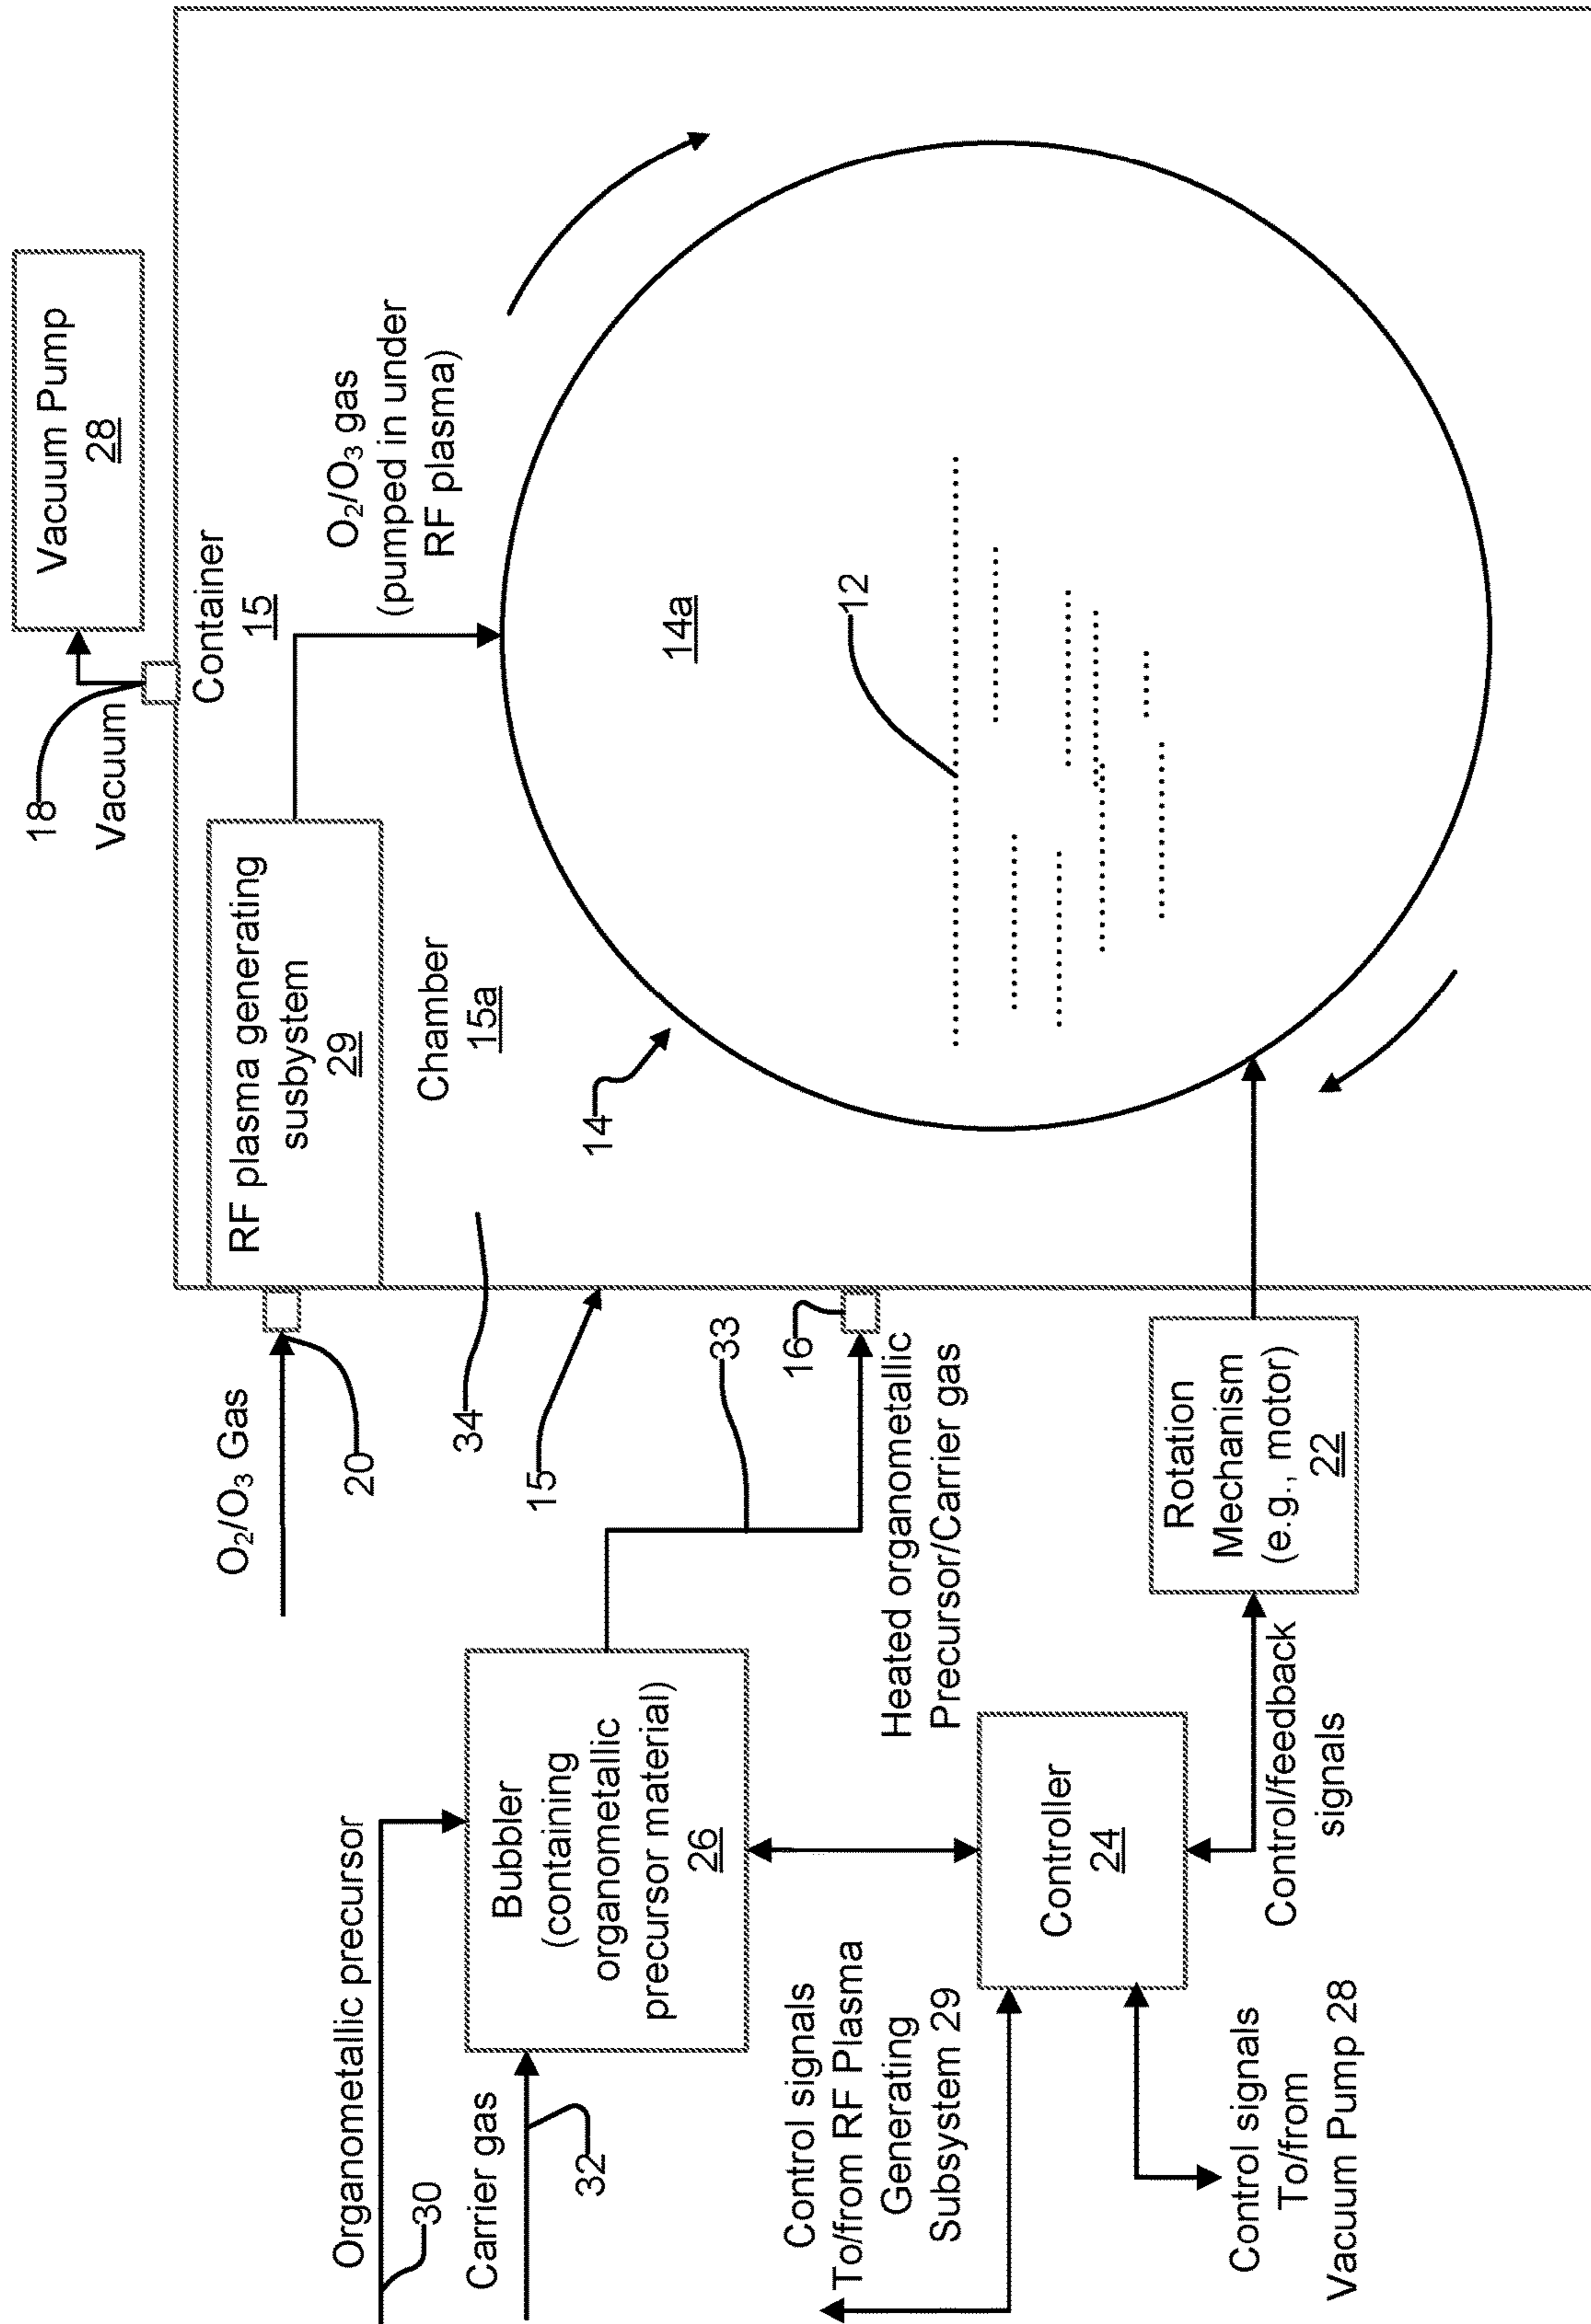 Organometallic precursor
30
Carrier gas
32
Bubbler
(containing
organometallic
precursor material)
26
O₂/O₃ Gas
20
34
15
33
16
Heated organometallic
Precursor/Carrier gas
Control signals
To/from RF Plasma
Generating
Subsystem 29
Controller
24
Control signals
To/from
Vacuum Pump 28
Control/feedback
signals
Rotation
Mechanism
(e.g., motor)
22
18
Vacuum
Vacuum Pump
28
Container
15
RF plasma generating
susbystem
29
Chamber
15a
O₂/O₃ gas
(pumped in under
RF plasma)
14
14a
12